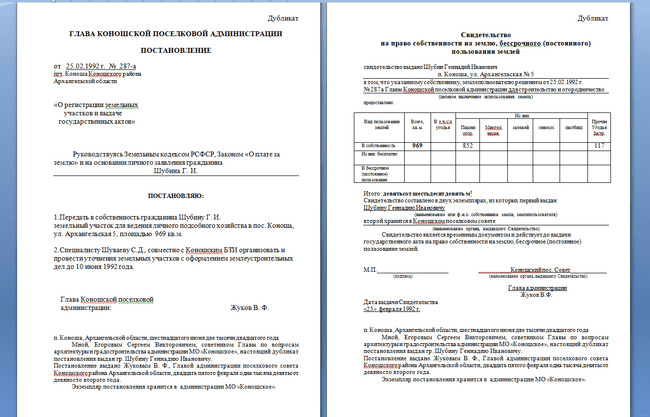 Дубликат
ГЛАВА КОНОШСКОЙ ПОСЕЛКОВОЙ АДМИНИСТРАЦИИ
ПОСТАНОВЛЕНИЕ
от 25.02.1992 г. № 287-а
пгт. Коноша Коношского района
Архангельской области
«О регистрации земельных
участков и выдаче
государственных актов»
Руководствуясь Земельным кодексом РСФСР, Законом «О плате за
землю» и на основании личного заявления гражданина
Шубина Г. И.
ПОСТАНОВЛЯЮ:
1.Передать в собственность гражданина Шубину Г. И.
земельный участок для ведения личного подсобного хозяйства в пос. Коноша,
ул. Архангельская 5, площадью 969 кв.м.
2.Специалисту Шуваеву С.Д., совместно с Коношским БТИ организовать и
провести уточнения земельных участков с оформлением землеустроительных
дел до 10 июня 1992 года.
Глава Коношской поселковой
администрации: Жуков В. Ф.
п. Коноша, Архангельской области, шестнадцатого июня две тысячи двадцатого года
Мной, Егоровым Сергеем Викторовичем, советником Главы по вопросам
архитектуры и градостроительства администрации МО «Коношское», настоящий дубликат
постановления выдан гр. Шубину Геннадию Ивановичу.
Постановление выдано Жуковым В. Ф., Главой администрации поселкового совета
Коношского района Архангельской области, двадцать пятого февраля одна тысяча девятьсот
девяносто второго года.
Экземпляр постановления хранится в администрации МО «Коношское».
Дубликат
Свидетельство
на право собственности на землю, бессрочного (постоянного)
пользования землей
свидетельство выдано Шубин Геннадий Иванович
п. Коноша, ул. Архангельская № 5
в том, что указанному собственнику, землепользователю решением от 25.02.1992 г.
№ 287а Главы Коношской поселковой администрации для строительство и огородничество
(целевое назначение использования земель)
предоставлено:
Вид пользования землей Всего, кв.м. В т.ч.с/х угодья Из них Прочие Угодья Застр.
Пашни огор. Многол. насаж. залежей сенокос пастбищ
В собственность 969 852 117
Из них: бесплатно
В бессрочное (постоянное) пользование
Итого: девятьсот шестьдесят девять м²
Свидетельство составлено в двух экземплярах, из которых первый выдан
Шубину Геннадию Ивановичу
(наименование или ф.и.о. собственника земли, землепользователя)
второй хранится в Коношском поселковом совете
(наименование органа, выдавшего Свидетельство)
Свидетельство является временным документом и действует до выдачи
государственного акта на право собственности на землю, бессрочное (постоянное)
пользование землей.
М.П. Коношский пос. Совет
(подпись) (наименование органа, выдавшего Свидетельство)
Глава администрации
Жуков В.Ф.
Дата выдачи Свидетельства
«25» февраля 1992 г.
п. Коноша, Архангельской области, шестнадцатого июня две тысячи двадцатого года
Мной, Егоровым Сергеем Викторовичем, советником Главы по вопросам
архитектуры и градостроительства администрации МО «Коношское», настоящий дубликат
постановления выдан гр. Шубину Геннадию Ивановичу.
Постановление выдано Жуковым В. Ф., Главой администрации поселкового совета
Коношского района Архангельской области, двадцать пятого февраля одна тысяча девятьсот
девяносто второго года.
Экземпляр постановления хранится в администрации МО «Коношское».